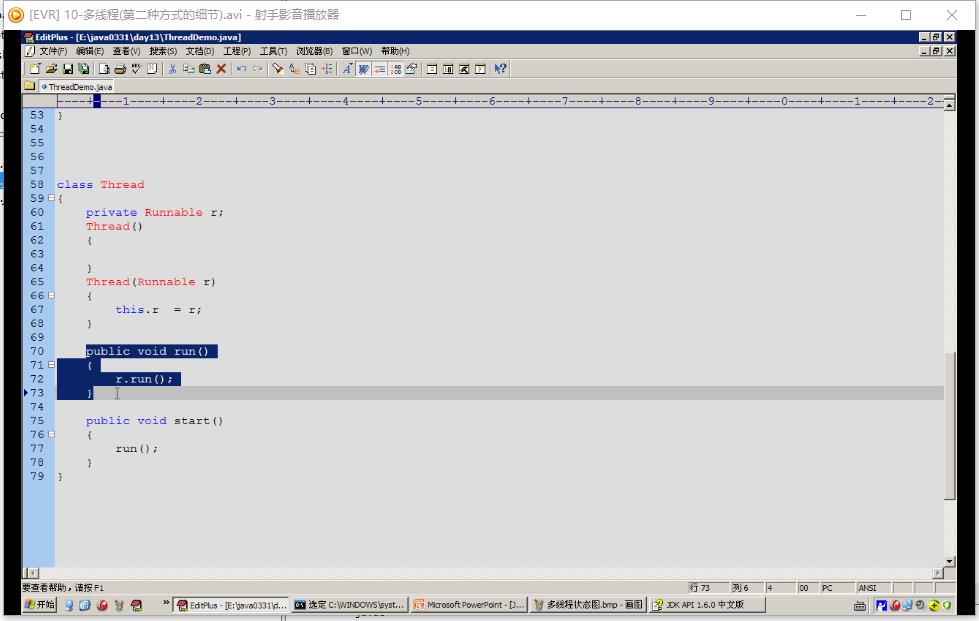 [EVR] 10-多线程(第二种方式的细节).avi - 射手影音播放器
EditPlus - [E:\java0331\day13\ThreadDemo.java]
文件(F) 编辑(E) 查看(V) 搜索(S) 文档(D) 工程(P) 工具(T) 浏览器(B) 窗口(W) 帮助(H)
ThreadDemo.java
----+----1----+----2----+----3----+----4----+----5----+----6----+----7----+----8----+----9----+----0----+----1----+----2-
53 }
54
55
56
57
58 class Thread
59 {
60 private Runnable r;
61 Thread()
62 {
63
64 }
65 Thread(Runnable r)
66 {
67 this.r = r;
68 }
69
70 public void run()
71 {
72 r.run();
73 }
74
75 public void start()
76 {
77 run();
78 }
79 }
要查看帮助，请按 F1 行 73 列 6 4 00 PC ANSI
开始 » EditPlus - [E:\java0331\d... 选定 C:\WINDOWS\syst... Microsoft PowerPoint - [J... 多线程状态图.bmp - 画图 JDK API 1.6.0 中文版